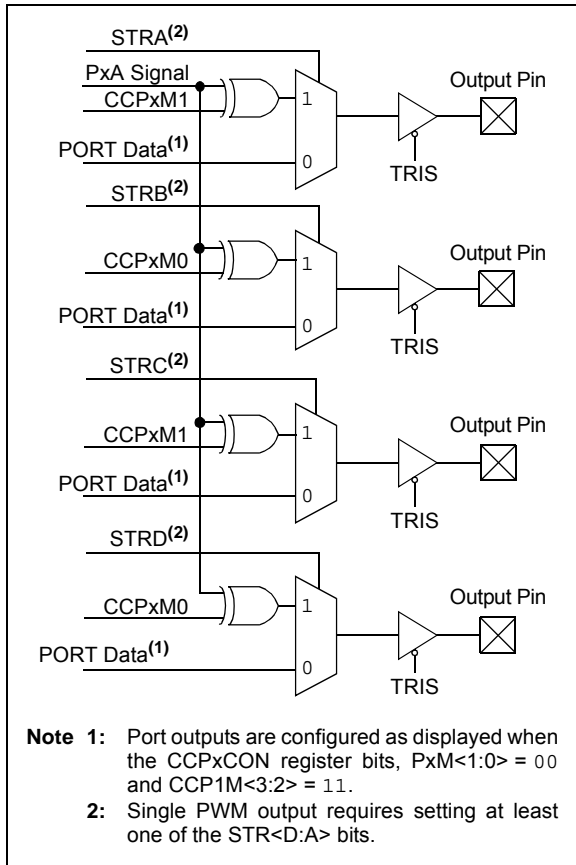 STRA(2)
PxA Signal
Output Pin
CCPxM1
1
PORT Data(1)
0
TRIS
STRB(2)
Output Pin
CCPxM0
1
PORT Data(1)
0
TRIS
STRC(2)
Output Pin
CCPxM1
1
PORT Data(1)
0
TRIS
STRD(2)
Output Pin
CCPxM0
1
PORT Data(1)
0
TRIS
Note 1: Port outputs are configured as displayed when
the CCPxCON register bits, PxM<1:0> = 00
and CCP1M<3:2> = 11.
2: Single PWM output requires setting at least
one of the STR<D:A> bits.